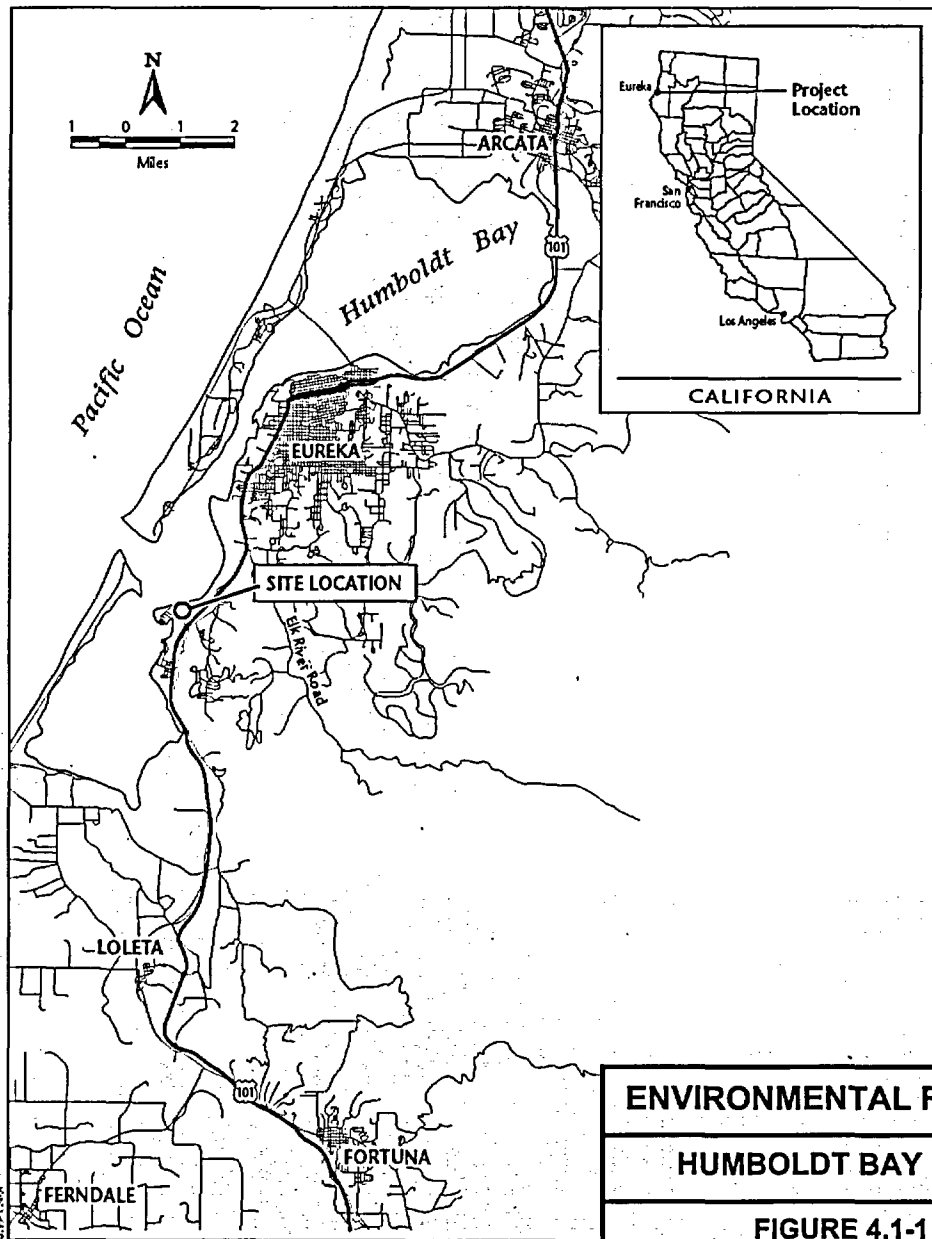 N
1 0 1 2
Miles
Pacific Ocean
Humboldt Bay
ARCATA
101
EUREKA
SITE LOCATION
Elk River Road
LOLETA
101
FORTUNA
FERNDALE
Eureka
Project
Location
San
Francisco
Los Angeles
CALIFORNIA
ENVIRONMENTAL
HUMBOLDT BAY
FIGURE 4.1-1